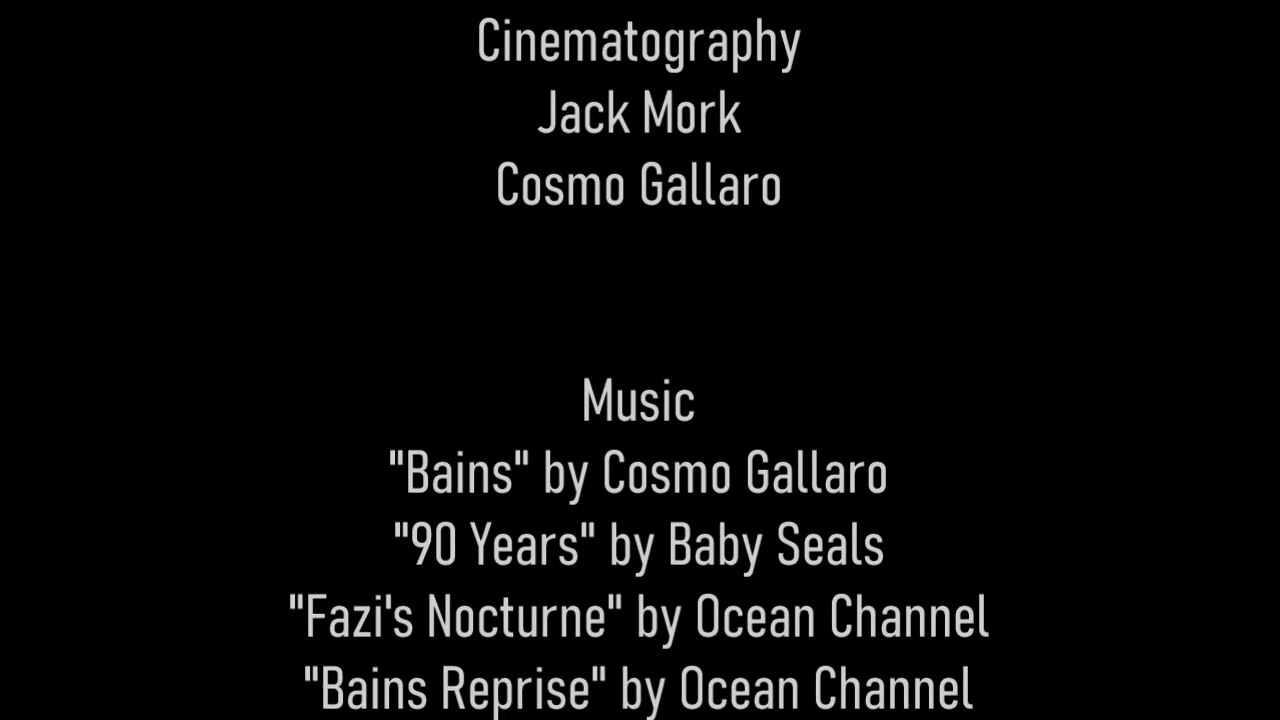 Cinematography
Jack Mork
Cosmo Gallaro
Music
"Bains" by Cosmo Gallaro
"90 Years" by Baby Seals
"Fazi's Nocturne" by Ocean Channel
"Bains Reprise" by Ocean Channel